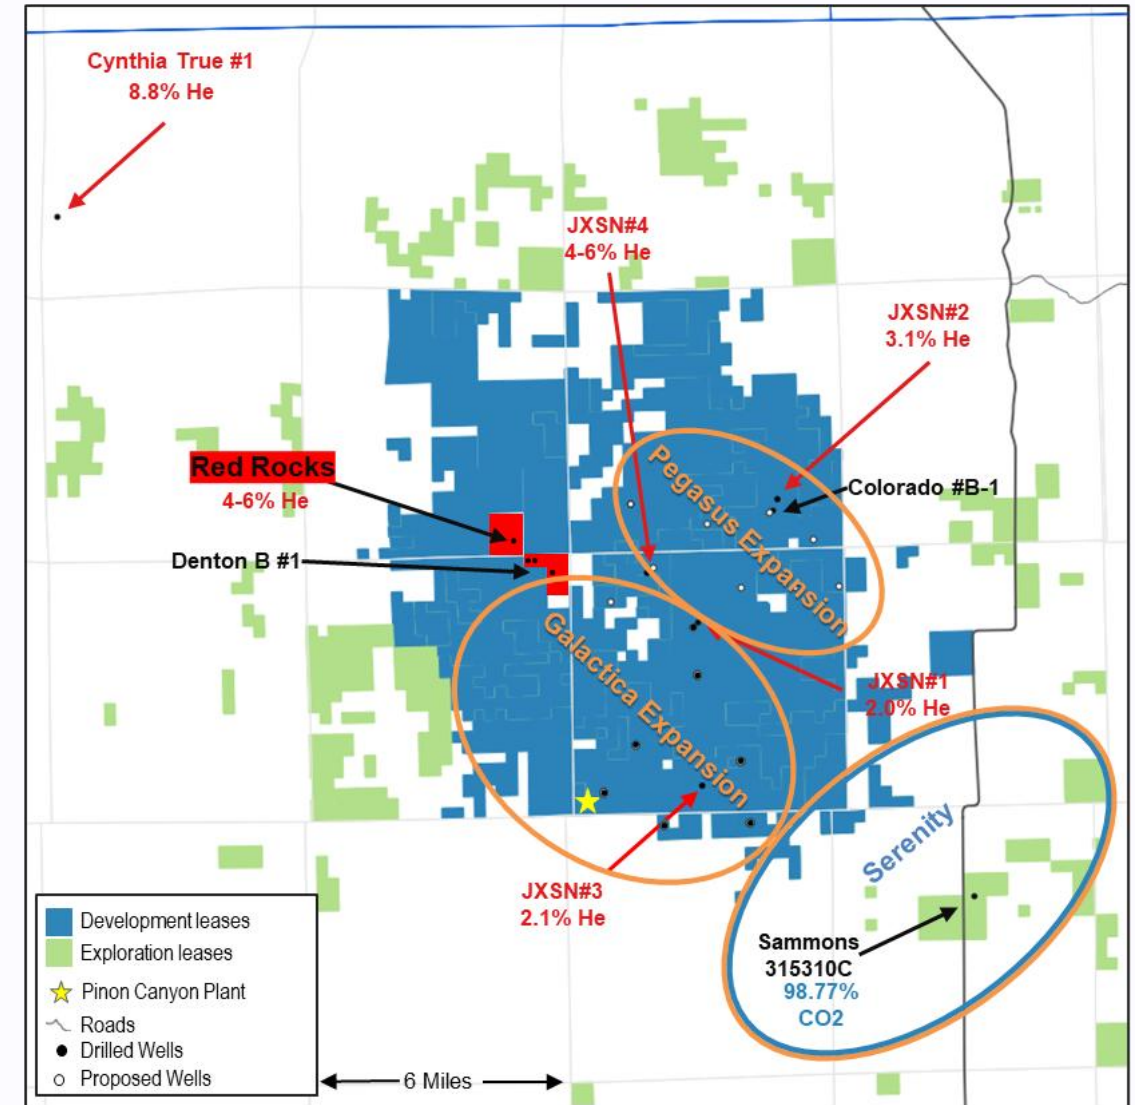 Cynthia True #1
8.8% He
JXSN#4
4-6% He
JXSN#2
3.1% He
Pegasus Expansion
Red Rocks
4-6% He
Colorado #B-1
Denton B #1
Galactica Expansion
JXSN#1
2.0% He
Serenity
JXSN#3
2.1% He
Sammons
315310C
98.77%
CO2
Development leases
Exploration leases
Pinon Canyon Plant
Roads
Drilled Wells
Proposed Wells
6 Miles